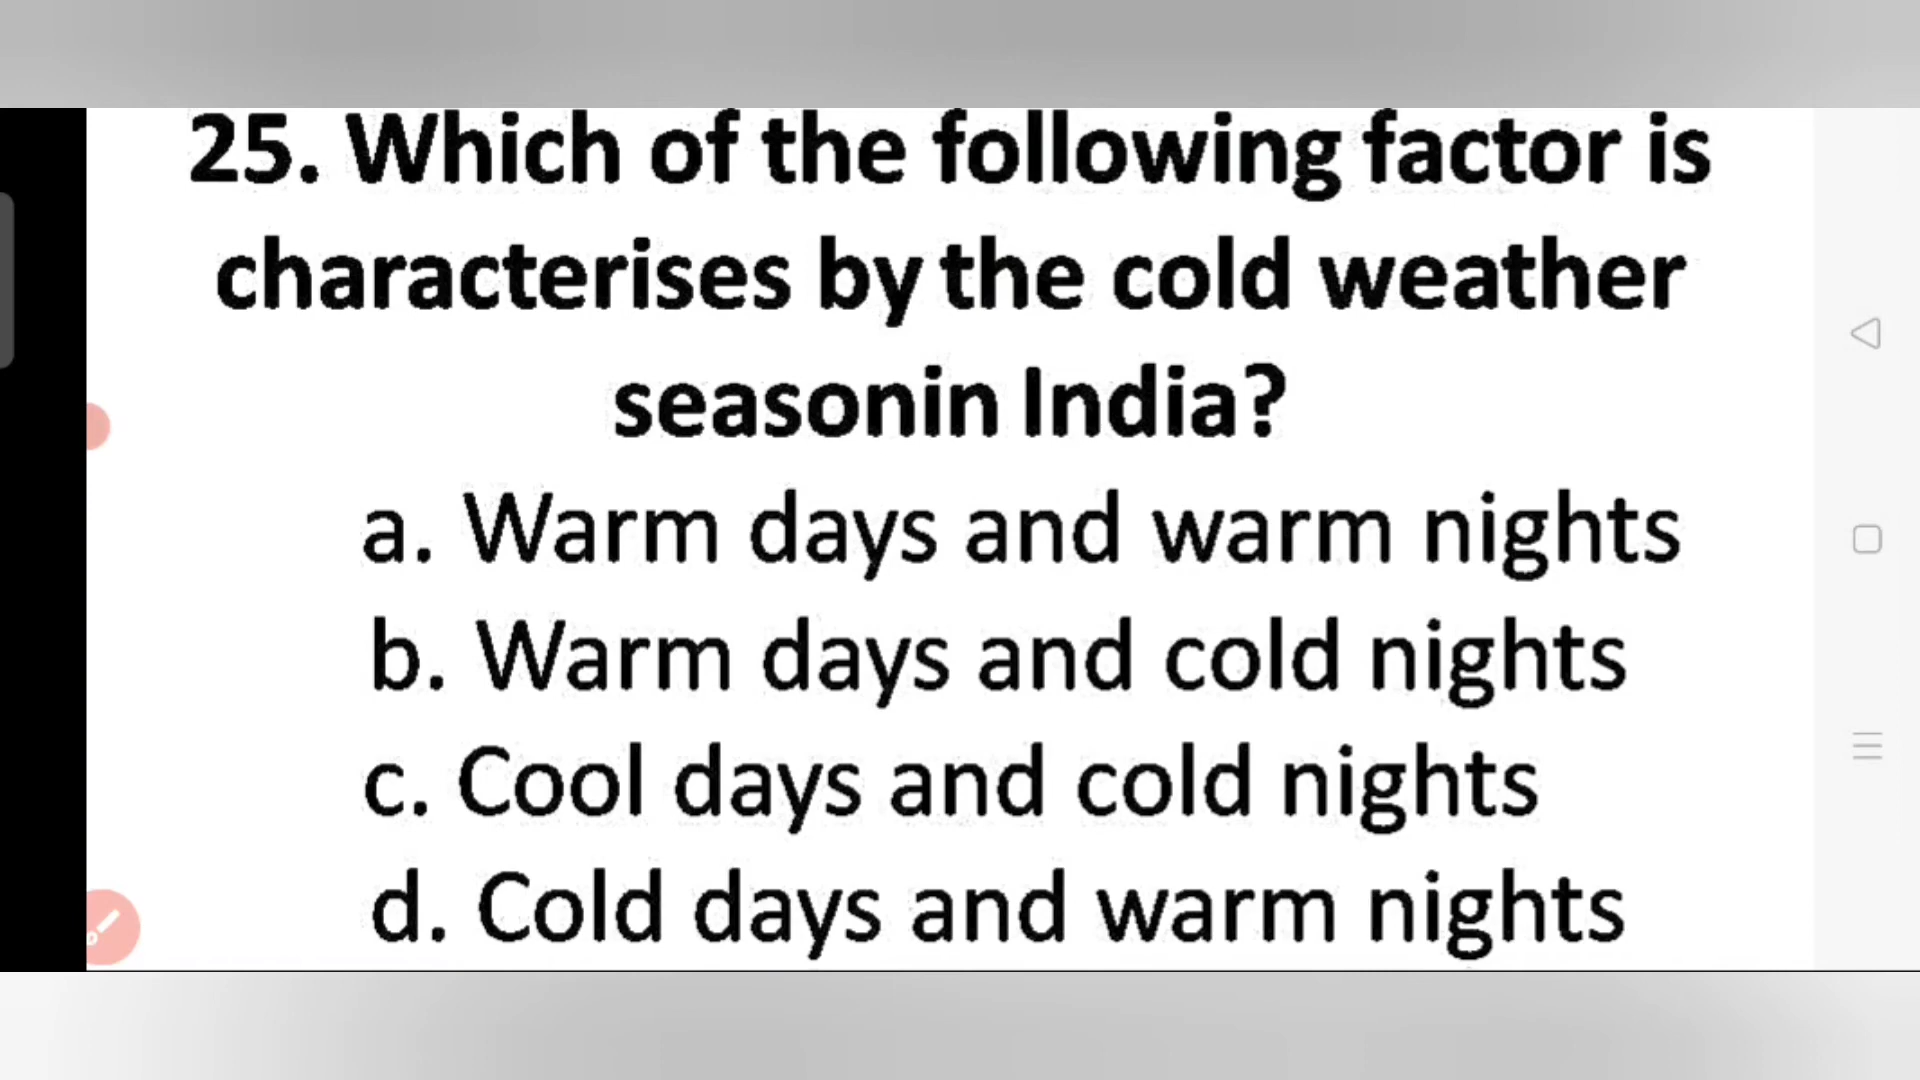 25. Which of the following factor is
characterises by the cold weather
seasonin India?
a. Warm days and warm nights
b. Warm days and cold nights
c. Cool days and cold nights
d. Cold days and warm nights